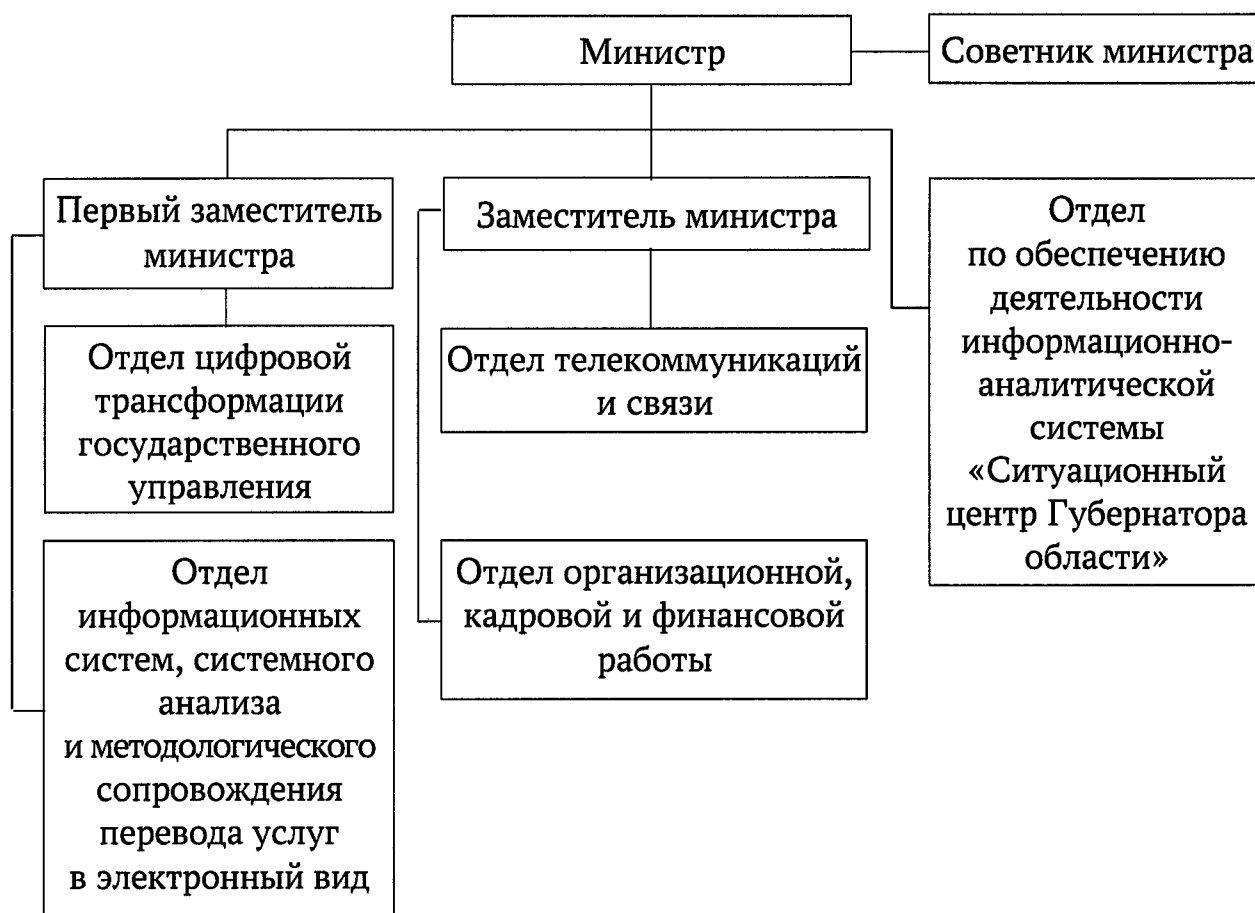 Министр
Советник министра
Первый заместитель
министра
Заместитель министра
Отдел
по обеспечению
деятельности
информационно-
аналитической
системы
«Ситуационный
центр Губернатора
области»
Отдел цифровой
трансформации
государственного
управления
Отдел телекоммуникаций
и связи
Отдел
информационных
систем, системного
анализа
и методологического
сопровождения
перевода услуг
в электронный вид
Отдел организационной,
кадровой и финансовой
работы